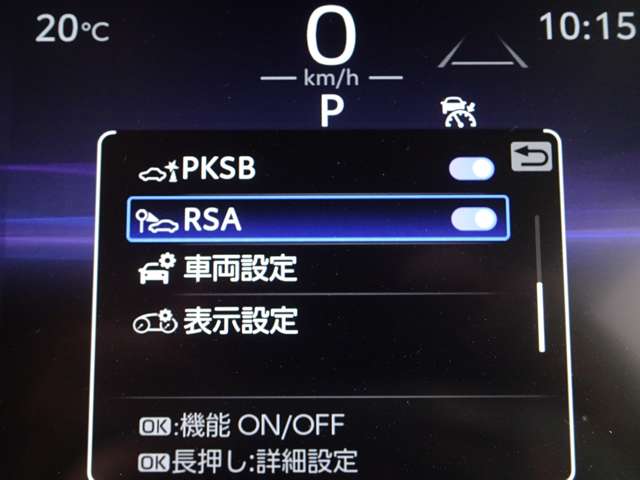 20℃
0
10:15
km/h
P
PKSB
RSA
車両設定
表示設定
OK:機能 ON/OFF
OK長押し:詳細設定